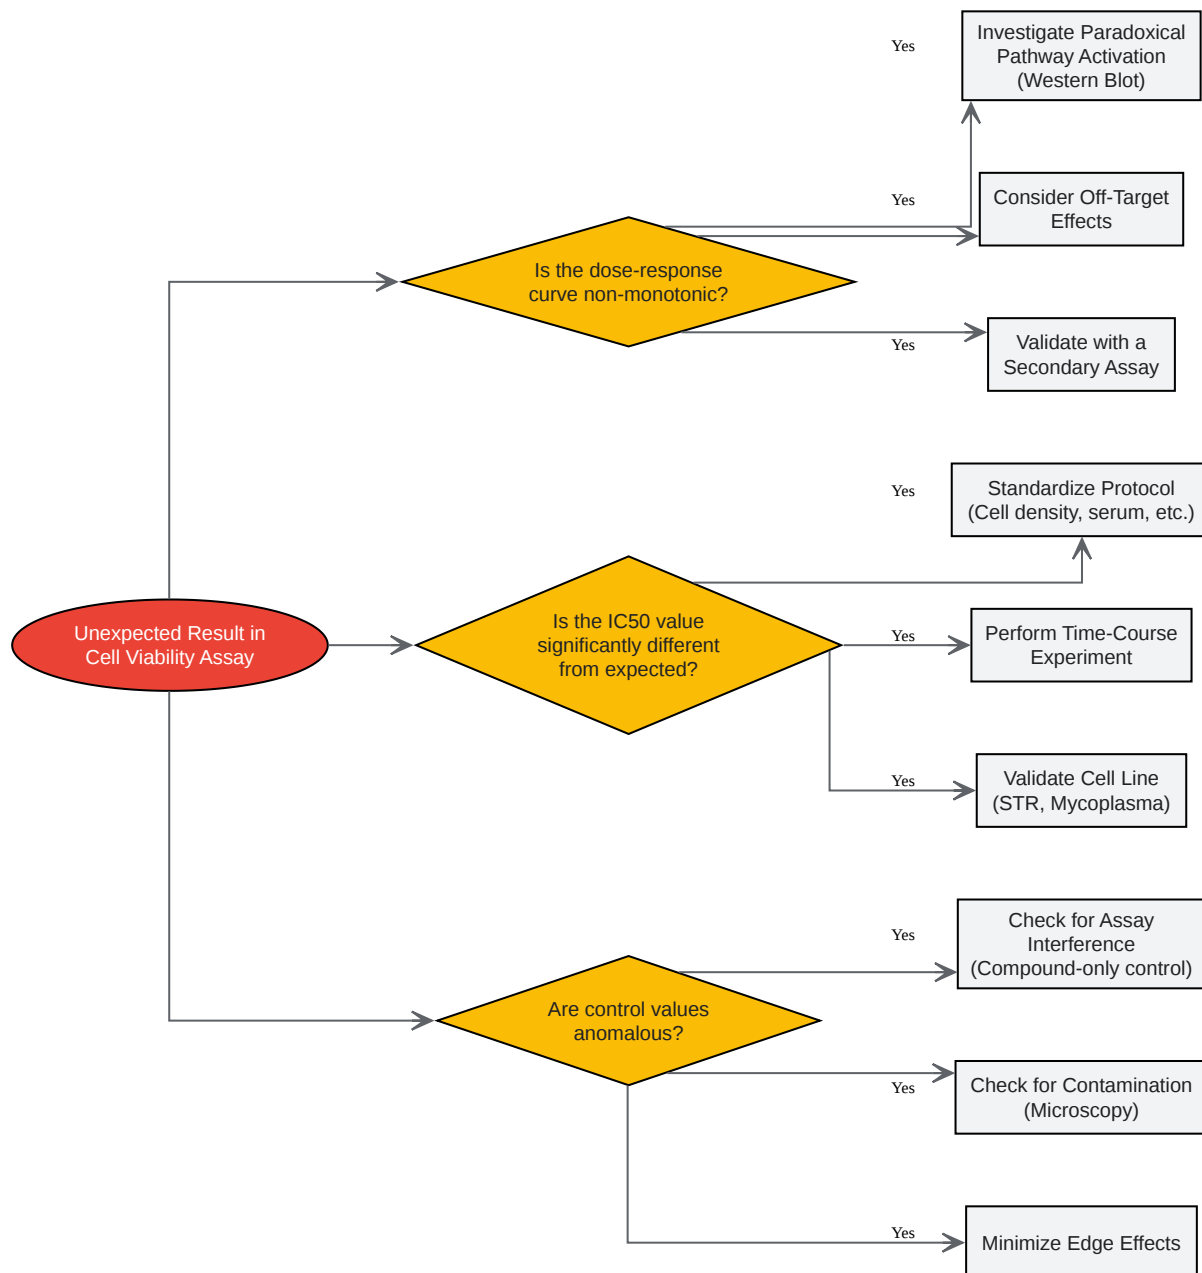 Yes
Investigate Paradoxical
Pathway Activation
(Western Blot)
Yes
Consider Off-Target
Effects
Is the dose-response
curve non-monotonic?
Yes
Validate with a
Secondary Assay
Yes
Standardize Protocol
(Cell density, serum, etc.)
Unexpected Result in
Cell Viability Assay
Is the IC50 value
significantly different
from expected?
Yes
Perform Time-Course
Experiment
Yes
Validate Cell Line
(STR, Mycoplasma)
Yes
Check for Assay
Interference
(Compound-only control)
Are control values
anomalous?
Yes
Check for Contamination
(Microscopy)
Yes
Minimize Edge Effects